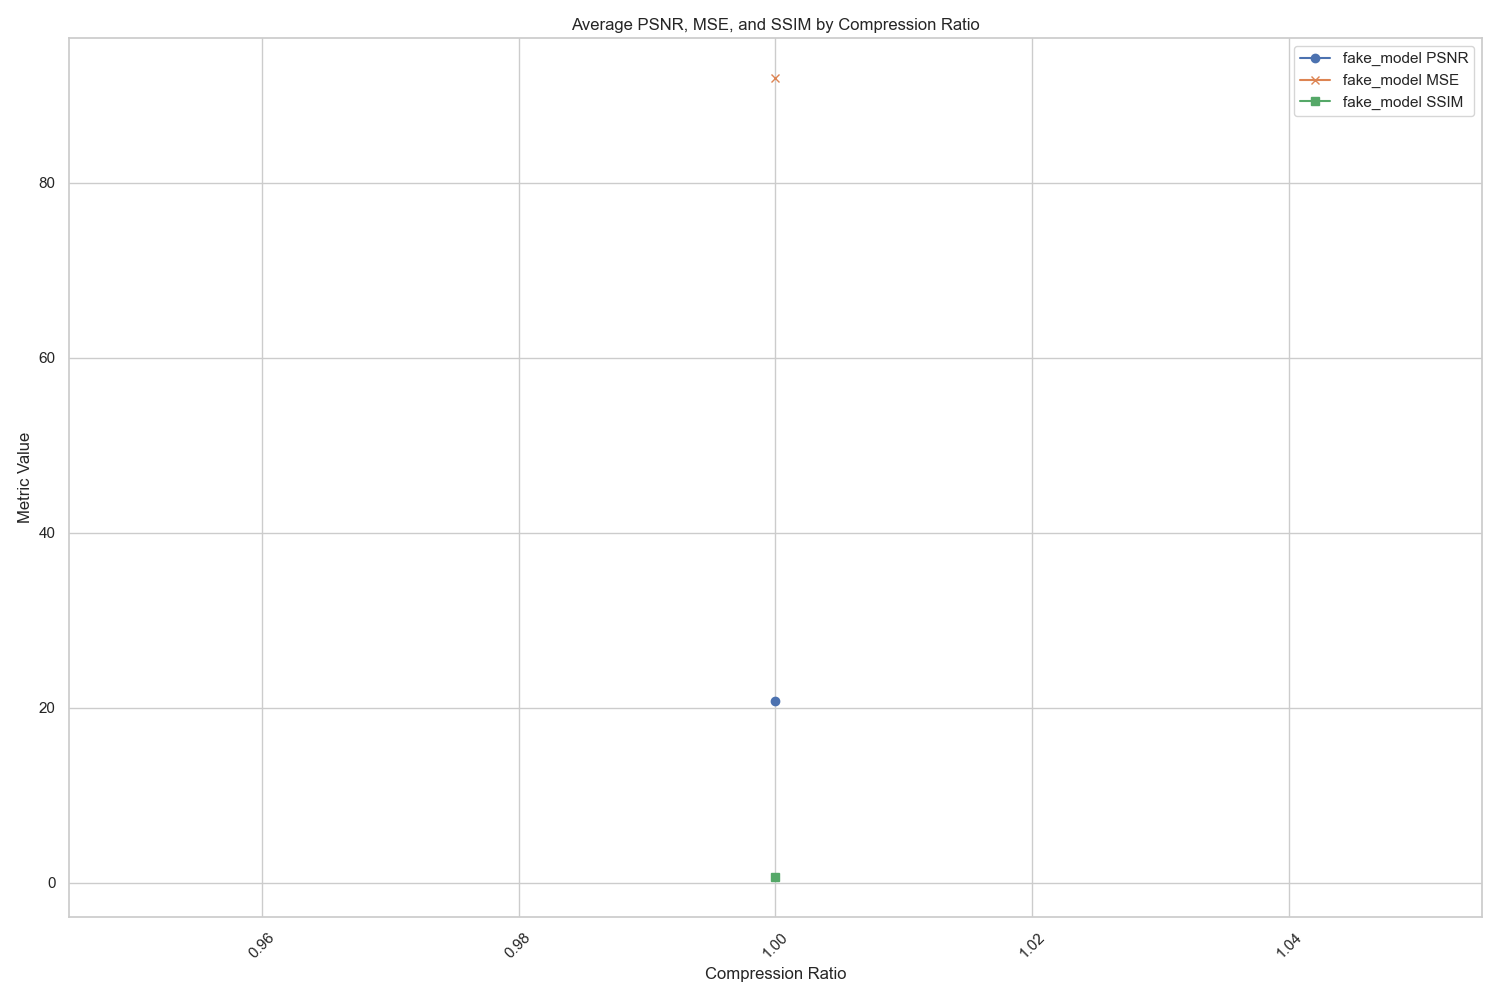 Average PSNR, MSE, and SSIM by Compression Ratio
fake_model PSNR
fake_model MSE
fake_model SSIM
80
60
40
20
0
Metric Value
0.96
0.98
1.00
1.02
1.04
Compression Ratio